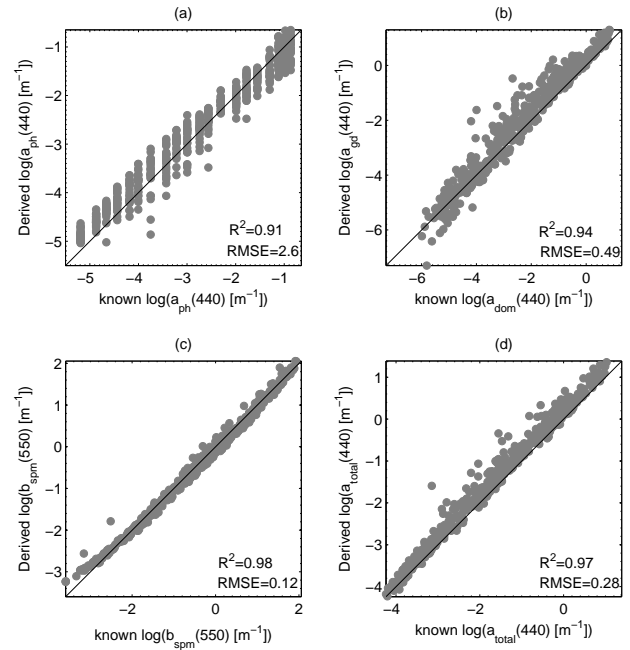 (a)
−1
−2
−3
−4
−5
Derived log(a_ph(440) [m⁻¹])
R²=0.91
RMSE=2.6
−5 −4 −3 −2 −1
known log(a_ph(440) [m⁻¹])
(b)
0
−2
−4
−6
Derived log(a_gd(440) [m⁻¹])
R²=0.94
RMSE=0.49
−6 −4 −2 0
known log(a_dom(440) [m⁻¹])
(c)
2
1
0
−1
−2
−3
Derived log(b_spm(550) [m⁻¹])
R²=0.98
RMSE=0.12
−2 0 2
known log(b_spm(550) [m⁻¹])
(d)
1
0
−1
−2
−3
−4
Derived log(a_total(440) [m⁻¹])
R²=0.97
RMSE=0.28
−4 −2 0
known log(a_total(440) [m⁻¹])